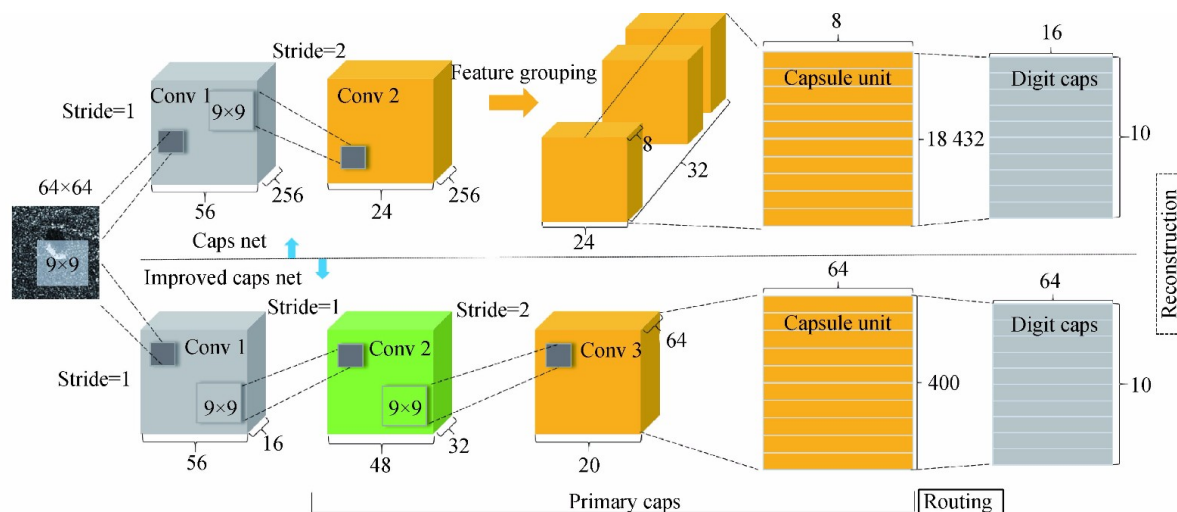 8
16
Stride=2
Feature grouping
Capsule unit
Digit caps
Conv 1
Conv 2
9×9
Stride=1
8
18 432
10
32
64×64
56
256
24
256
24
9×9
Caps net
Improved caps net
Reconstruction
64
64
Stride=1
Stride=2
Capsule unit
Digit caps
Conv 1
Conv 2
Conv 3
64
Stride=1
9×9
9×9
400
10
16
32
56
48
20
Primary caps
Routing